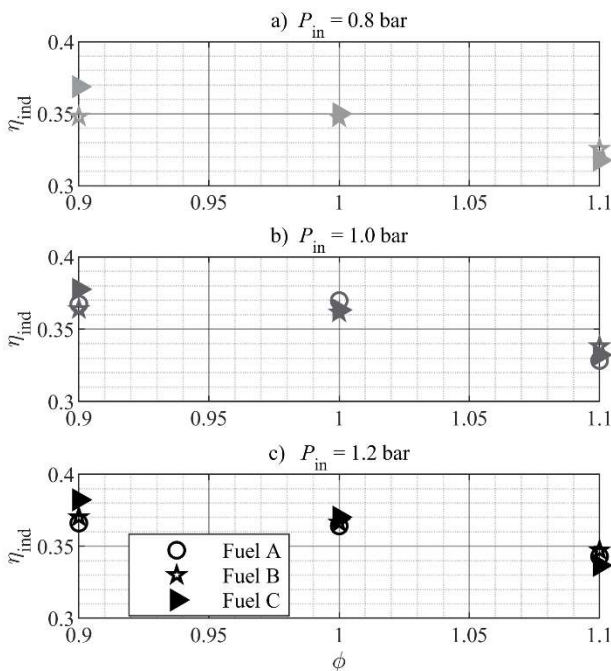 a) P_in = 0.8 bar
0.4
0.35
0.3
η_ind
0.9 0.95 1 1.05 1.1
b) P_in = 1.0 bar
0.4
0.35
0.3
η_ind
0.9 0.95 1 1.05 1.1
c) P_in = 1.2 bar
0.4
0.35
0.3
η_ind
Fuel A
Fuel B
Fuel C
0.9 0.95 1 1.05 1.1
ϕ